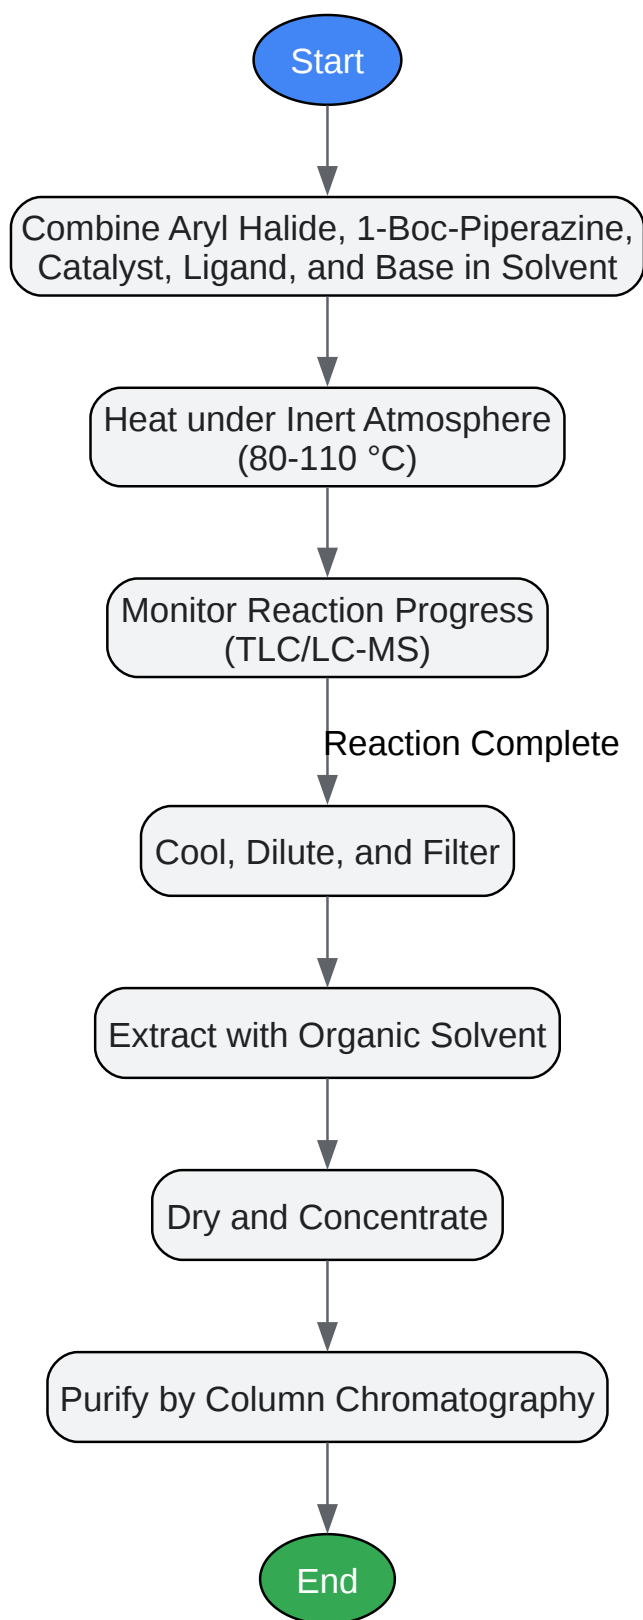 Start
Combine Aryl Halide, 1-Boc-Piperazine,
Catalyst, Ligand, and Base in Solvent
Heat under Inert Atmosphere
(80-110 °C)
Monitor Reaction Progress
(TLC/LC-MS)
Reaction Complete
Cool, Dilute, and Filter
Extract with Organic Solvent
Dry and Concentrate
Purify by Column Chromatography
End